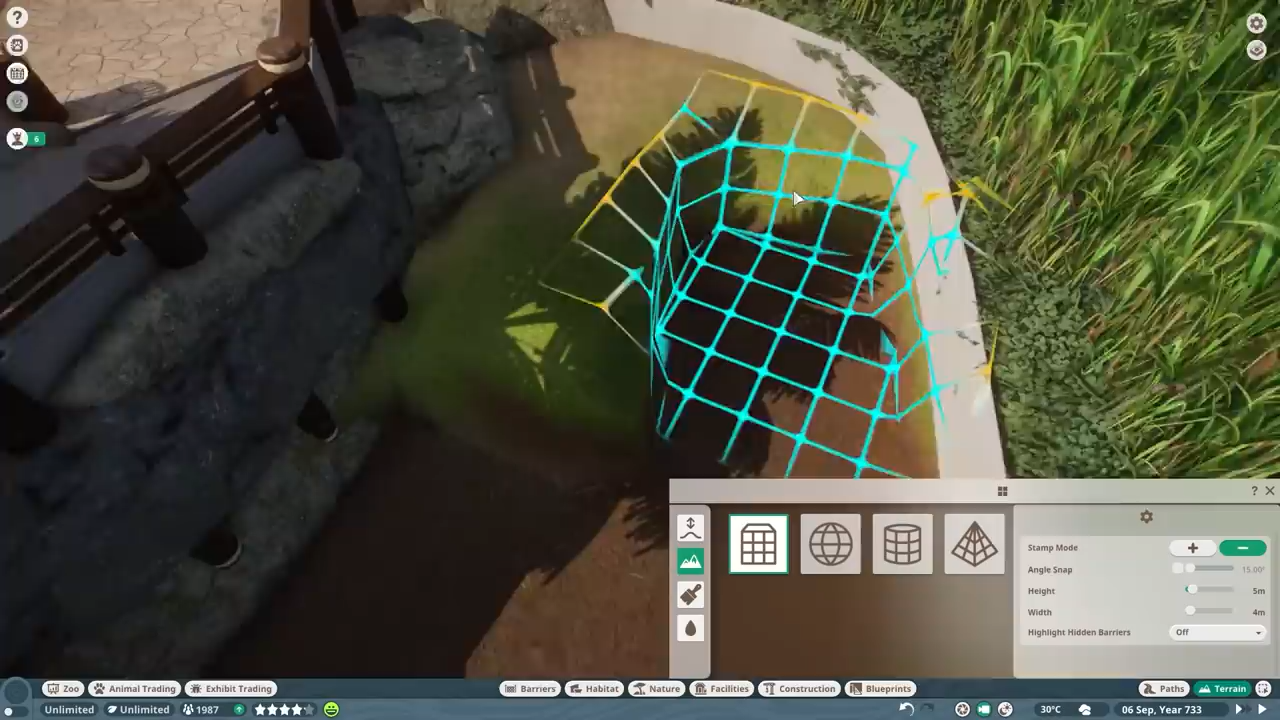 ?
6
?
Stamp Mode
+
−
Angle Snap
15.00°
Height
5m
Width
4m
Highlight Hidden Barriers
Off
Zoo
Animal Trading
Exhibit Trading
Barriers
Habitat
Nature
Facilities
Construction
Blueprints
Paths
Terrain
Unlimited
Unlimited
1987
30°C
06 Sep, Year 733